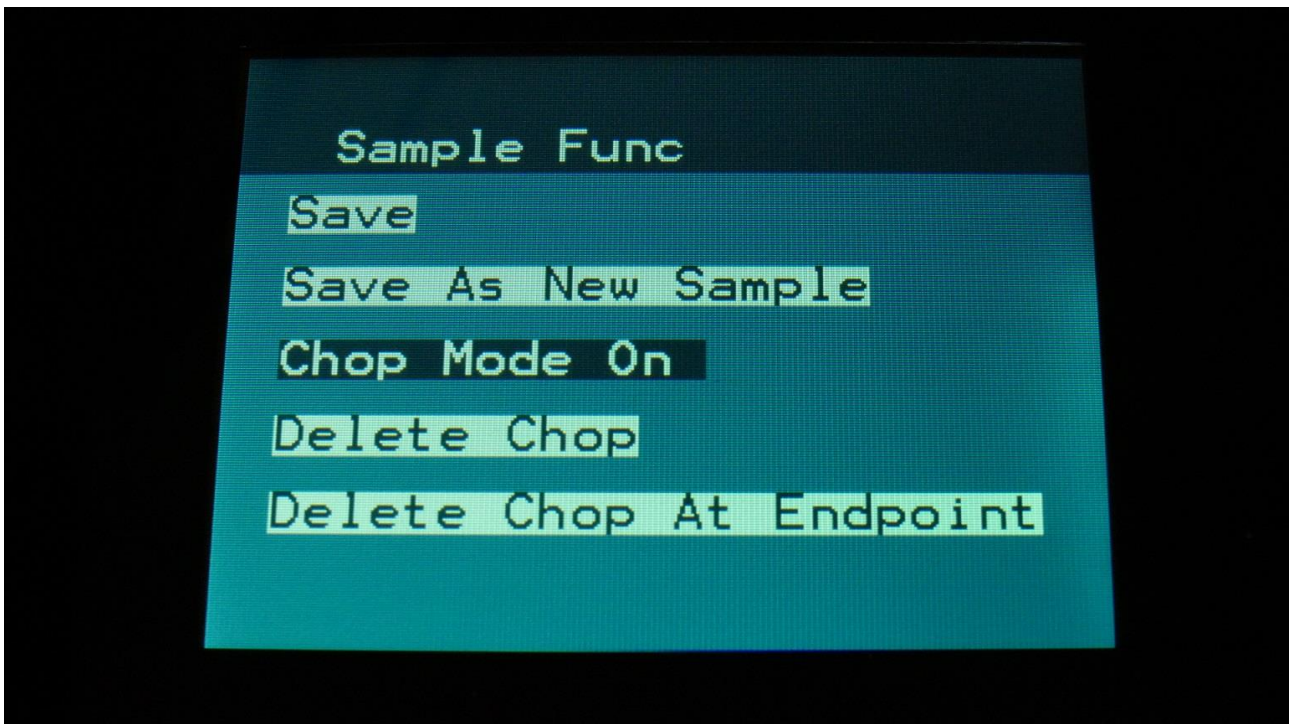 Sample Func
Save
Save As New Sample
Chop Mode On
Delete Chop
Delete Chop At Endpoint